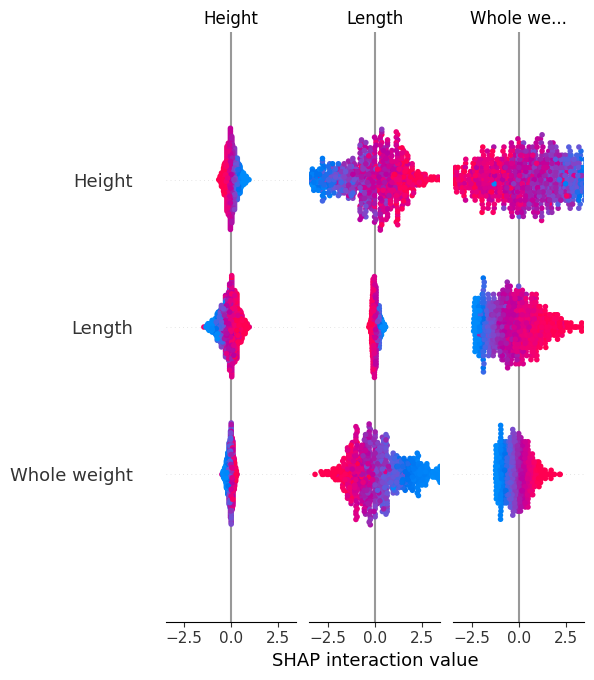 Height Length Whole we...
Height
Length
Whole weight
−2.5 0.0 2.5 −2.5 0.0 2.5 −2.5 0.0 2.5
SHAP interaction value